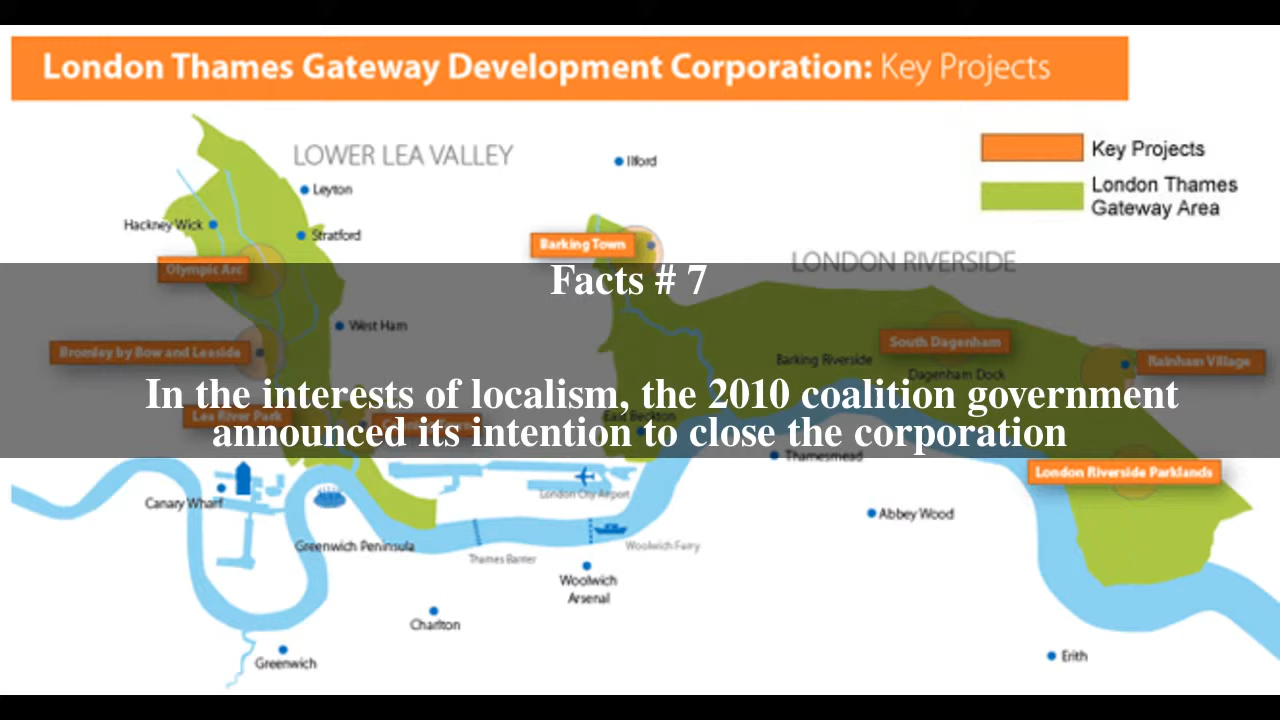 London Thames Gateway Development Corporation: Key Projects
LOWER LEA VALLEY
Ilford
Key Projects
London Thames
Gateway Area
Leyton
Hackney Wick
Stratford
Barking Town
Olympic Arc
LONDON RIVERSIDE
Facts # 7
West Ham
Bromley by Bow and Leaside
South Dagenham
Barking Riverside
Rainham Village
Dagenham Dock
In the interests of localism, the 2010 coalition government
announced its intention to close the corporation
Lea River Park
East Beckton
Thamesmead
London Riverside Parklands
Canary Wharf
London City Airport
Abbey Wood
Greenwich Peninsula
Thames Barrier
Woolwich Ferry
Woolwich
Arsenal
Charlton
Greenwich
Erith